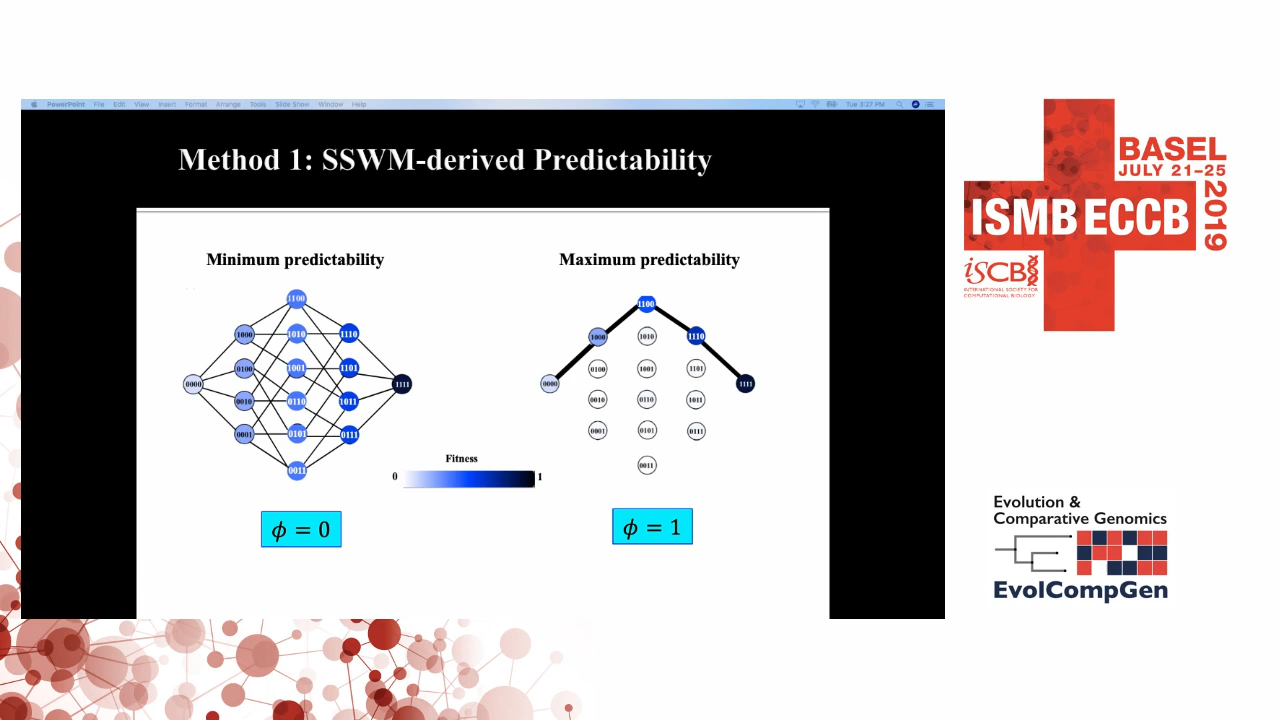 PowerPoint File Edit View Insert Format Arrange Tools Slide Show Window Help
Tue 3:27 PM
Method 1: SSWM-derived Predictability
Minimum predictability
Maximum predictability
1100
1000
1010
1110
0100
1001
1101
0000
1111
0010
0110
1011
0001
0101
0111
0011
ϕ = 0
Fitness
0
1
1100
1000
1010
1110
0100
1001
1101
0000
1111
0010
0110
1011
0001
0101
0111
0011
ϕ = 1
BASEL
JULY 21–25
2019
ISMB ECCB
iSCB
INTERNATIONAL SOCIETY FOR
COMPUTATIONAL BIOLOGY
Evolution &
Comparative Genomics
EvolCompGen